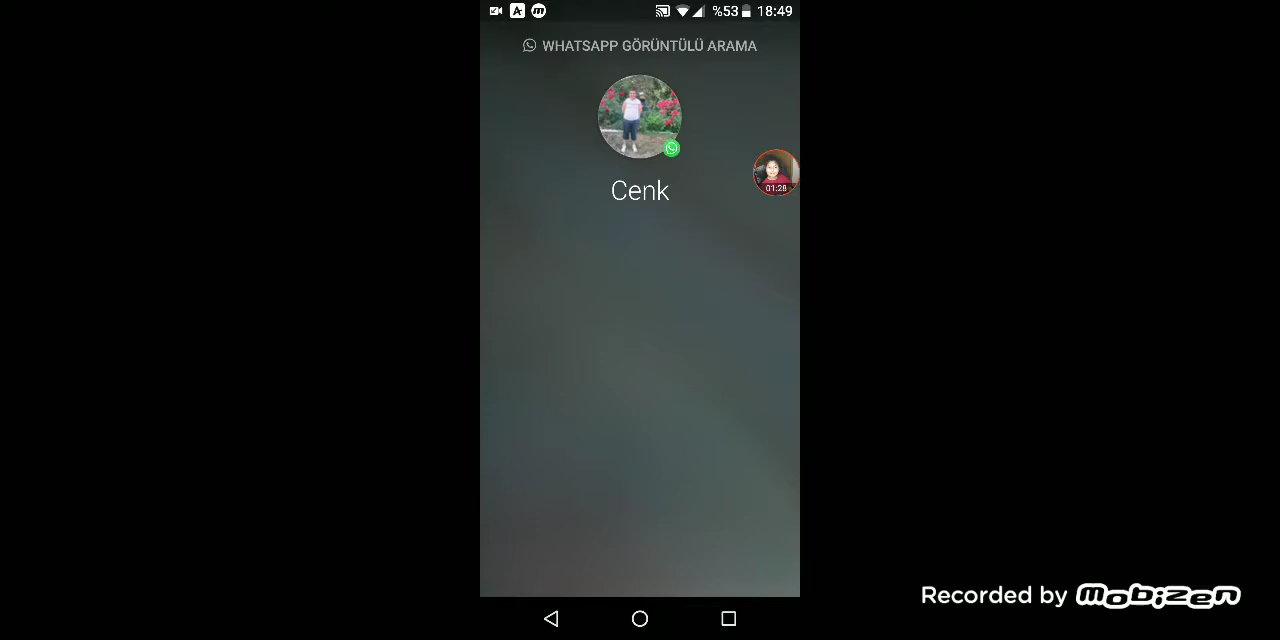 %53 18:49
WHATSAPP GÖRÜNTÜLÜ ARAMA
01:28
Cenk
Recorded by mobizen